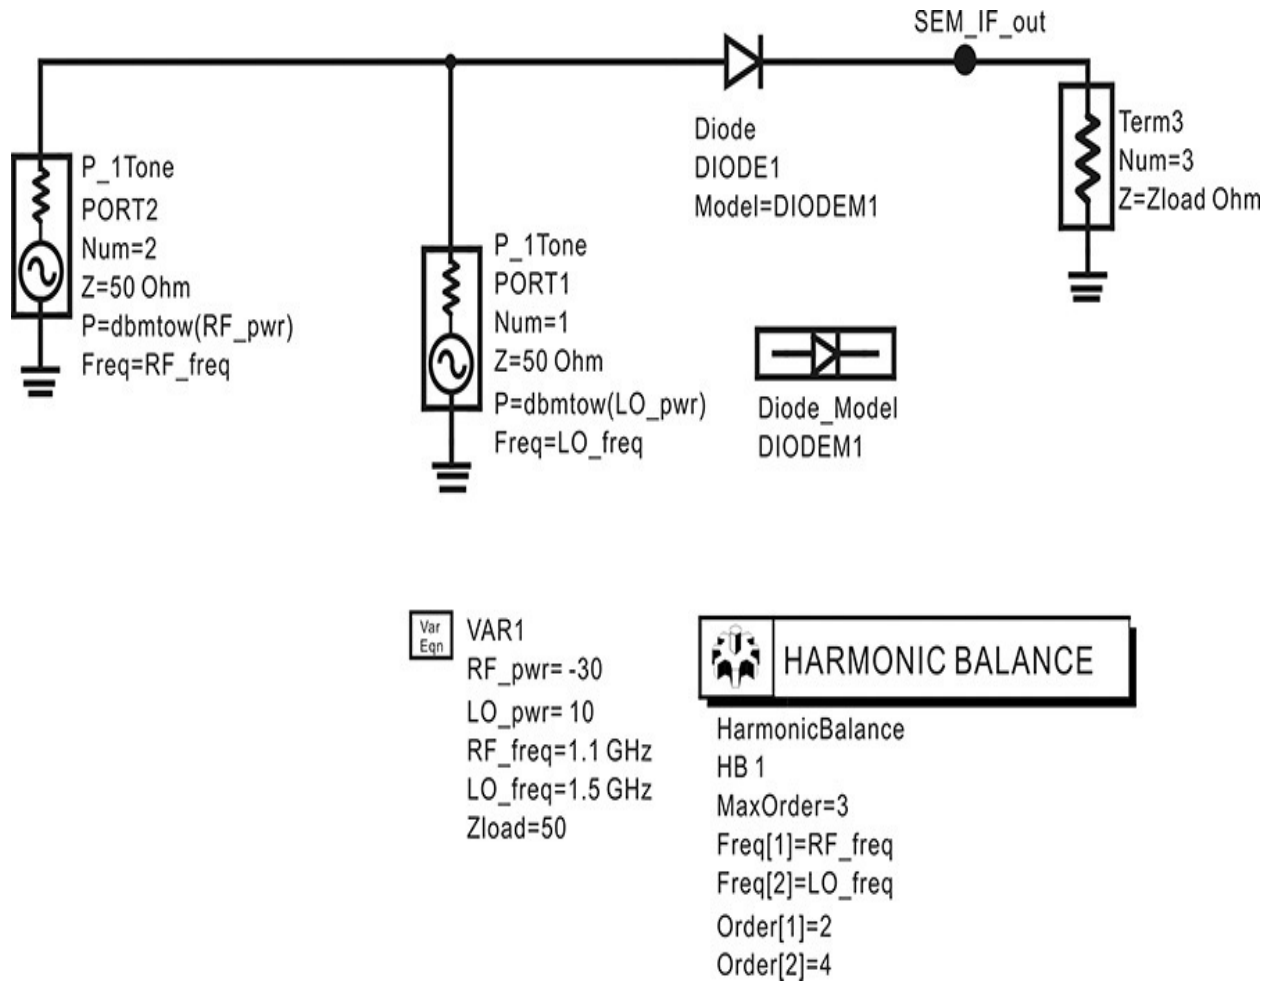 SEM_IF_out
P_1Tone
PORT2
Num=2
Z=50 Ohm
P=dbmtow(RF_pwr)
Freq=RF_freq
P_1Tone
PORT1
Num=1
Z=50 Ohm
P=dbmtow(LO_pwr)
Freq=LO_freq
Diode
DIODE1
Model=DIODEM1
Term3
Num=3
Z=Zload Ohm
Diode_Model
DIODEM1
Var
Eqn
VAR1
RF_pwr= -30
LO_pwr= 10
RF_freq=1.1 GHz
LO_freq=1.5 GHz
Zload=50
HARMONIC BALANCE
HarmonicBalance
HB 1
MaxOrder=3
Freq[1]=RF_freq
Freq[2]=LO_freq
Order[1]=2
Order[2]=4